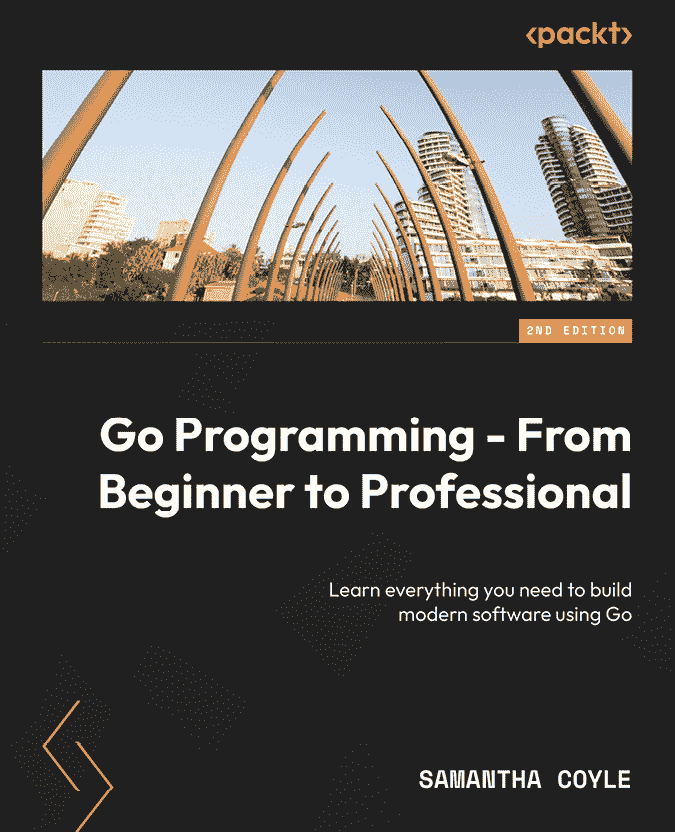 <packt>
2ND EDITION
Go Programming – From
Beginner to Professional
Learn everything you need to build
modern software using Go
SAMANTHA COYLE